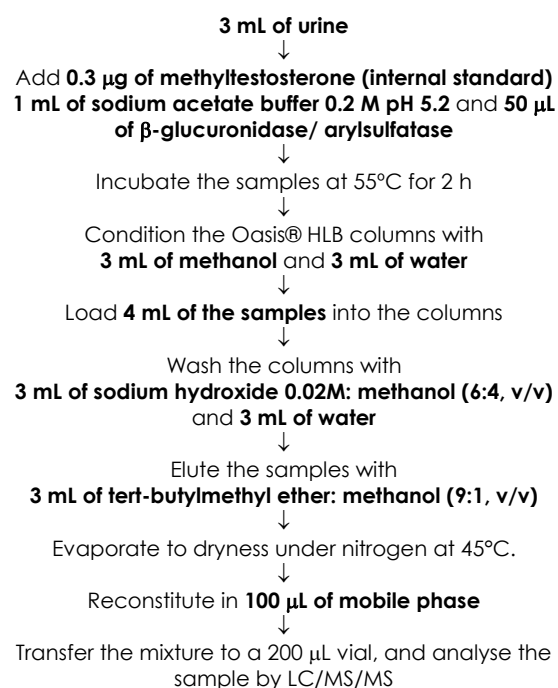 3 mL of urine
↓
Add 0.3 μg of methyltestosterone (internal standard)
1 mL of sodium acetate buffer 0.2 M pH 5.2 and 50 μL
of β-glucuronidase/ arylsulfatase
↓
Incubate the samples at 55ºC for 2 h
↓
Condition the Oasis® HLB columns with
3 mL of methanol and 3 mL of water
↓
Load 4 mL of the samples into the columns
↓
Wash the columns with
3 mL of sodium hydroxide 0.02M: methanol (6:4, v/v)
and 3 mL of water
↓
Elute the samples with
3 mL of tert-butylmethyl ether: methanol (9:1, v/v)
↓
Evaporate to dryness under nitrogen at 45ºC.
↓
Reconstitute in 100 μL of mobile phase
↓
Transfer the mixture to a 200 μL vial, and analyse the
sample by LC/MS/MS